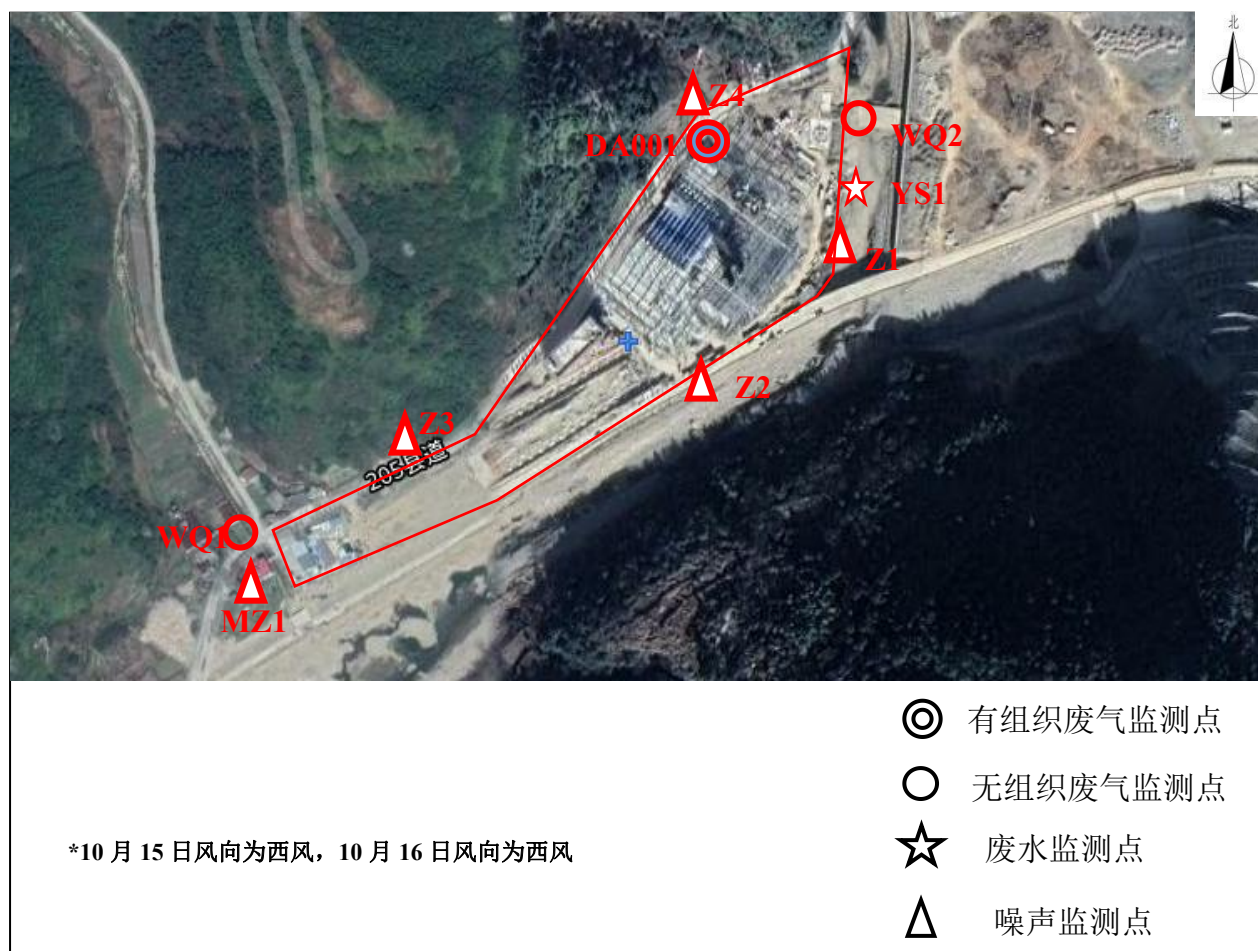 北
Z4
DA001
WQ2
YS1
Z1
Z2
Z3
205县道
WQ1
MZ1
有组织废气监测点
无组织废气监测点
*10 月 15 日风向为西风，10 月 16 日风向为西风
废水监测点
噪声监测点